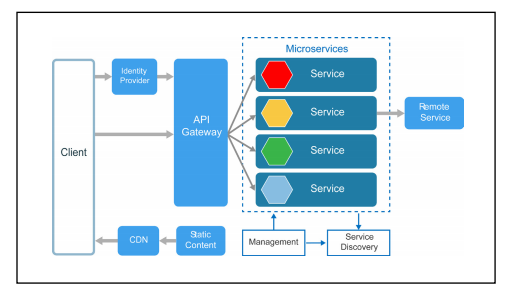 Microservices
Identity
Provider
Service
API
Gateway
Service
Remote
Service
Client
Service
Service
CDN
Static
Content
Management
Service
Discovery